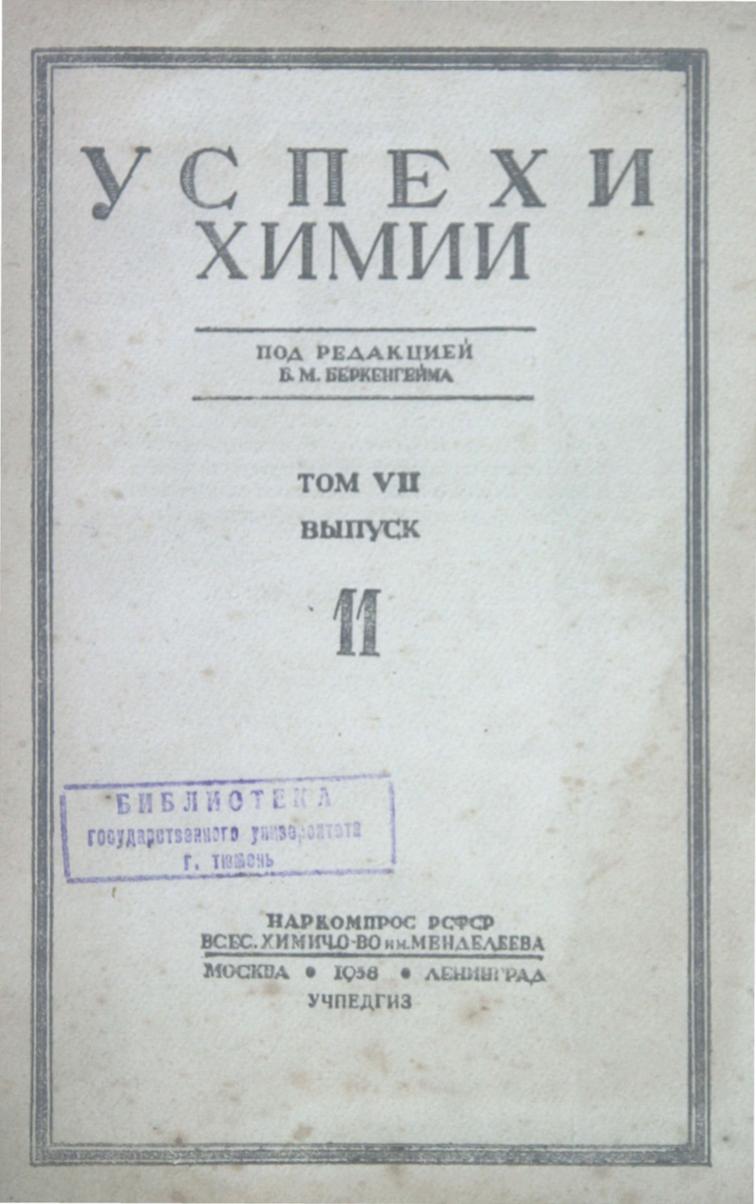 УСПЕХИ
ХИМИИ
ПОД РЕДАКЦИЕЙ
Б. М. БЕРКЕНГЕЙМА
ТОМ VII
ВЫПУСК
11
БИБЛИОТЕКА
государственного университета
г. тюмень
НАРКОМПРОС РСФСР
ВСЕС. ХИМИЧ.О-ВО им.МЕНДЕЛЕЕВА
МОСКВА • 1938 • ЛЕНИНГРАД
УЧПЕДГИЗ